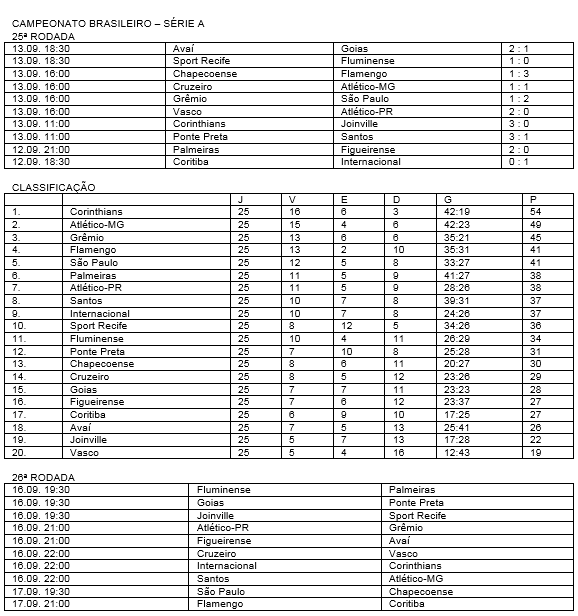 CAMPEONATO BRASILEIRO – SÉRIE A
25ª RODADA
13.09. 18:30 Avaí Goias 2 : 1
13.09. 18:30 Sport Recife Fluminense 1 : 0
13.09. 16:00 Chapecoense Flamengo 1 : 3
13.09. 16:00 Cruzeiro Atlético-MG 1 : 1
13.09. 16:00 Grêmio São Paulo 1 : 2
13.09. 16:00 Vasco Atlético-PR 2 : 0
13.09. 11:00 Corinthians Joinville 3 : 0
13.09. 11:00 Ponte Preta Santos 3 : 1
12.09. 21:00 Palmeiras Figueirense 2 : 0
12.09. 18:30 Coritiba Internacional 0 : 1
CLASSIFICAÇÃO
J V E D G P
1. Corinthians 25 16 6 3 42:19 54
2. Atlético-MG 25 15 4 6 42:23 49
3. Grêmio 25 13 6 6 35:21 45
4. Flamengo 25 13 2 10 35:31 41
5. São Paulo 25 12 5 8 33:27 41
6. Palmeiras 25 11 5 9 41:27 38
7. Atlético-PR 25 11 5 9 28:26 38
8. Santos 25 10 7 8 39:31 37
9. Internacional 25 10 7 8 24:26 37
10. Sport Recife 25 8 12 5 34:26 36
11. Fluminense 25 10 4 11 26:29 34
12. Ponte Preta 25 7 10 8 25:28 31
13. Chapecoense 25 8 6 11 20:27 30
14. Cruzeiro 25 8 5 12 23:26 29
15. Goias 25 7 7 11 23:23 28
16. Figueirense 25 7 6 12 23:37 27
17. Coritiba 25 6 9 10 17:25 27
18. Avaí 25 7 5 13 25:41 26
19. Joinville 25 5 7 13 17:28 22
20. Vasco 25 5 4 16 12:43 19
26ª RODADA
16.09. 19:30 Fluminense Palmeiras
16.09. 19:30 Goias Ponte Preta
16.09. 19:30 Joinville Sport Recife
16.09. 21:00 Atlético-PR Grêmio
16.09. 21:00 Figueirense Avaí
16.09. 22:00 Cruzeiro Vasco
16.09. 22:00 Internacional Corinthians
16.09. 22:00 Santos Atlético-MG
17.09. 19:30 São Paulo Chapecoense
17.09. 21:00 Flamengo Coritiba